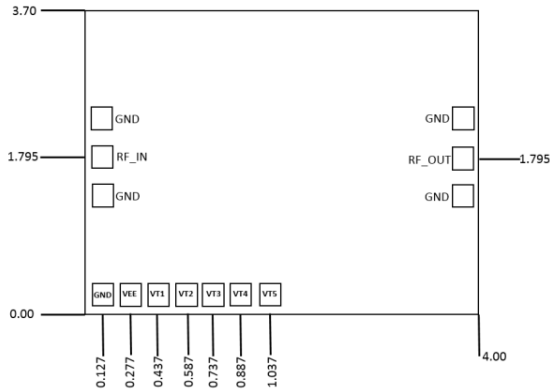 3.70
GND GND
1.795 RF_IN RF_OUT 1.795
GND GND
GND VEE VT1 VT2 VT3 VT4 VT5
0.00
0.127 0.277 0.437 0.587 0.737 0.887 1.037 4.00